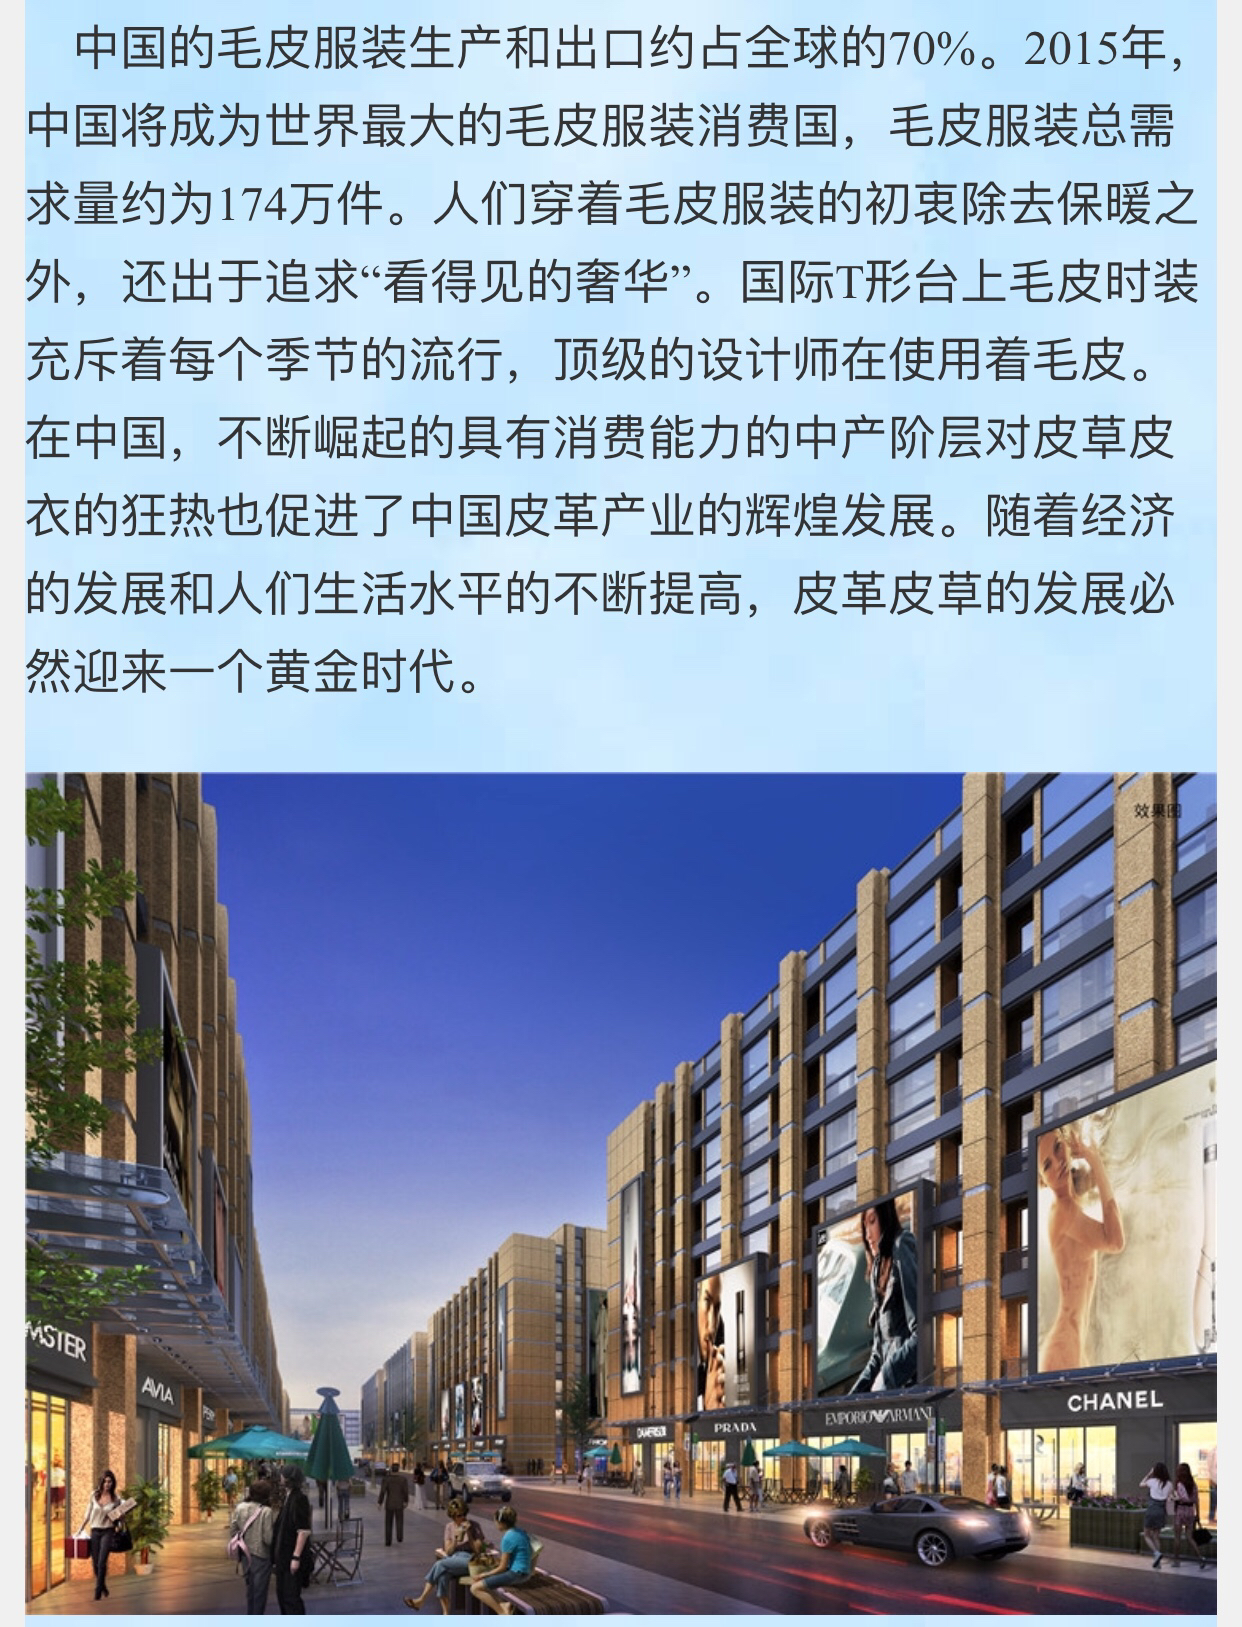 中国的毛皮服装生产和出口约占全球的70%。2015年，
中国将成为世界最大的毛皮服装消费国，毛皮服装总需
求量约为174万件。人们穿着毛皮服装的初衷除去保暖之
外，还出于追求“看得见的奢华”。国际T形台上毛皮时装
充斥着每个季节的流行，顶级的设计师在使用着毛皮。
在中国，不断崛起的具有消费能力的中产阶层对皮草皮
衣的狂热也促进了中国皮革产业的辉煌发展。随着经济
的发展和人们生活水平的不断提高，皮革皮草的发展必
然迎来一个黄金时代。
效果图
MSTER
AVIA
PRADA
EMPORIO ARMANI
CHANEL